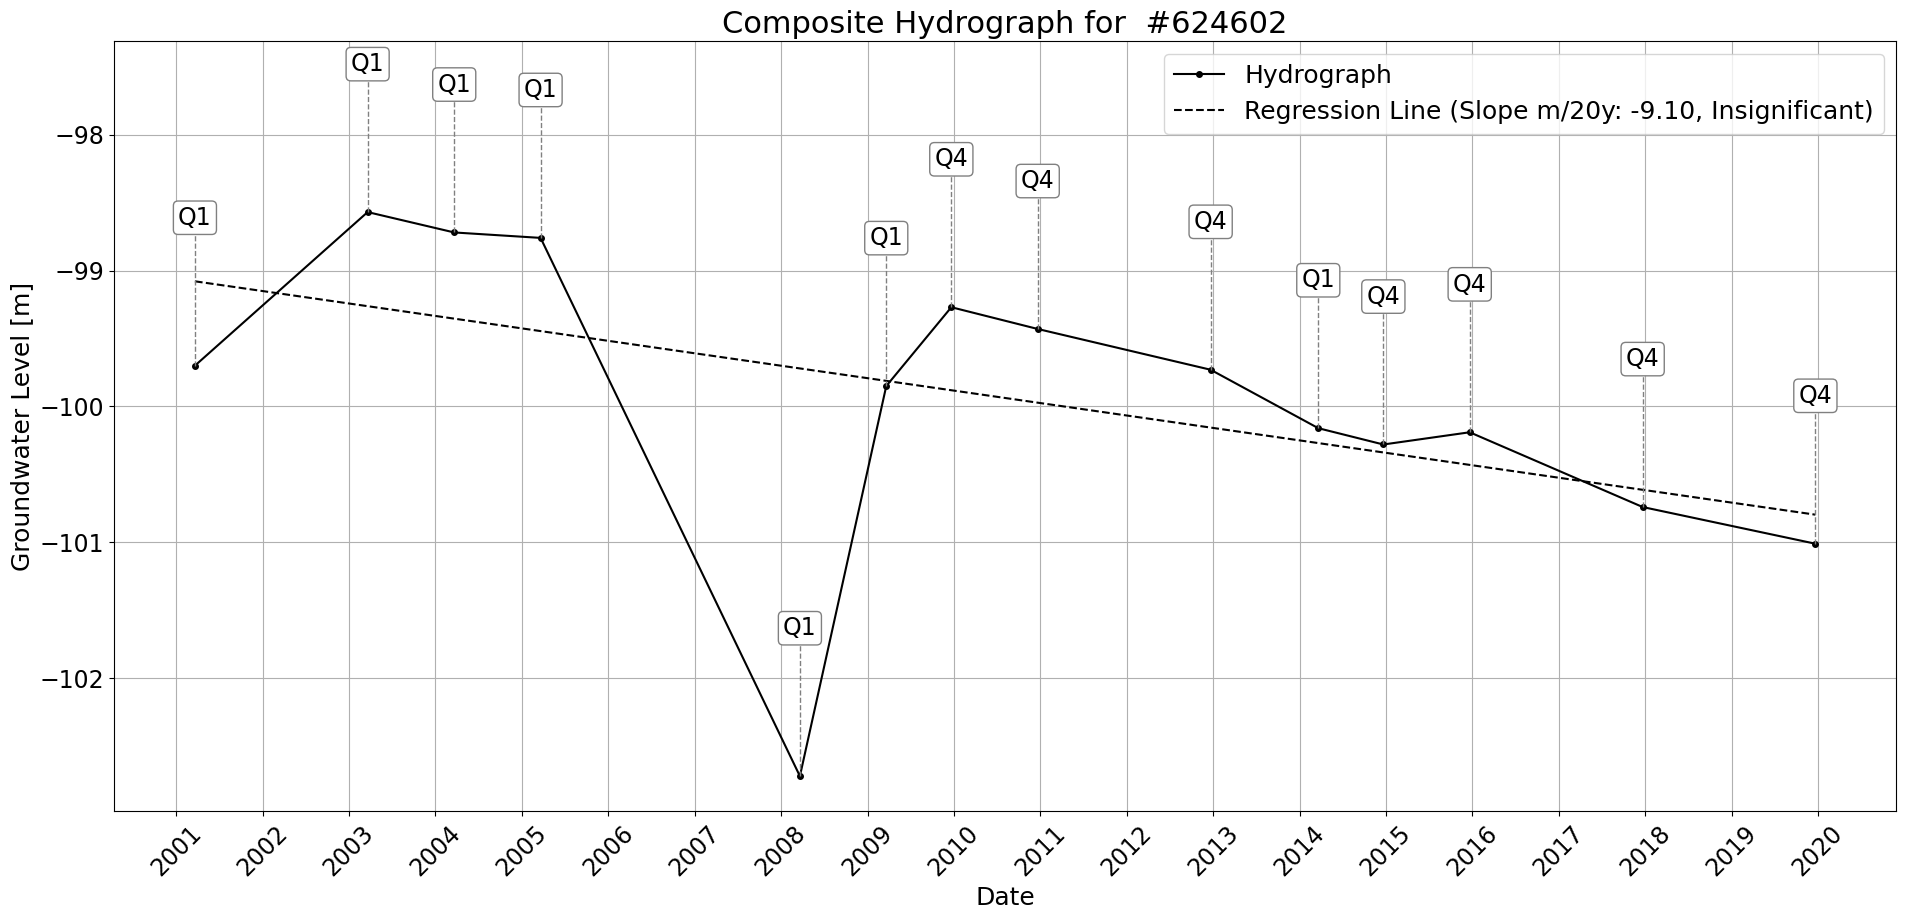 Composite Hydrograph for  #624602
Hydrograph
Regression Line (Slope m/20y: -9.10, Insignificant)
Q1
Q1
Q1
Q1
Q1
Q1
Q4
Q4
Q4
Q1
Q4
Q4
Q4
Q4
Groundwater Level [m]
−98
−99
−100
−101
−102
2001
2002
2003
2004
2005
2006
2007
2008
2009
2010
2011
2012
2013
2014
2015
2016
2017
2018
2019
2020
Date